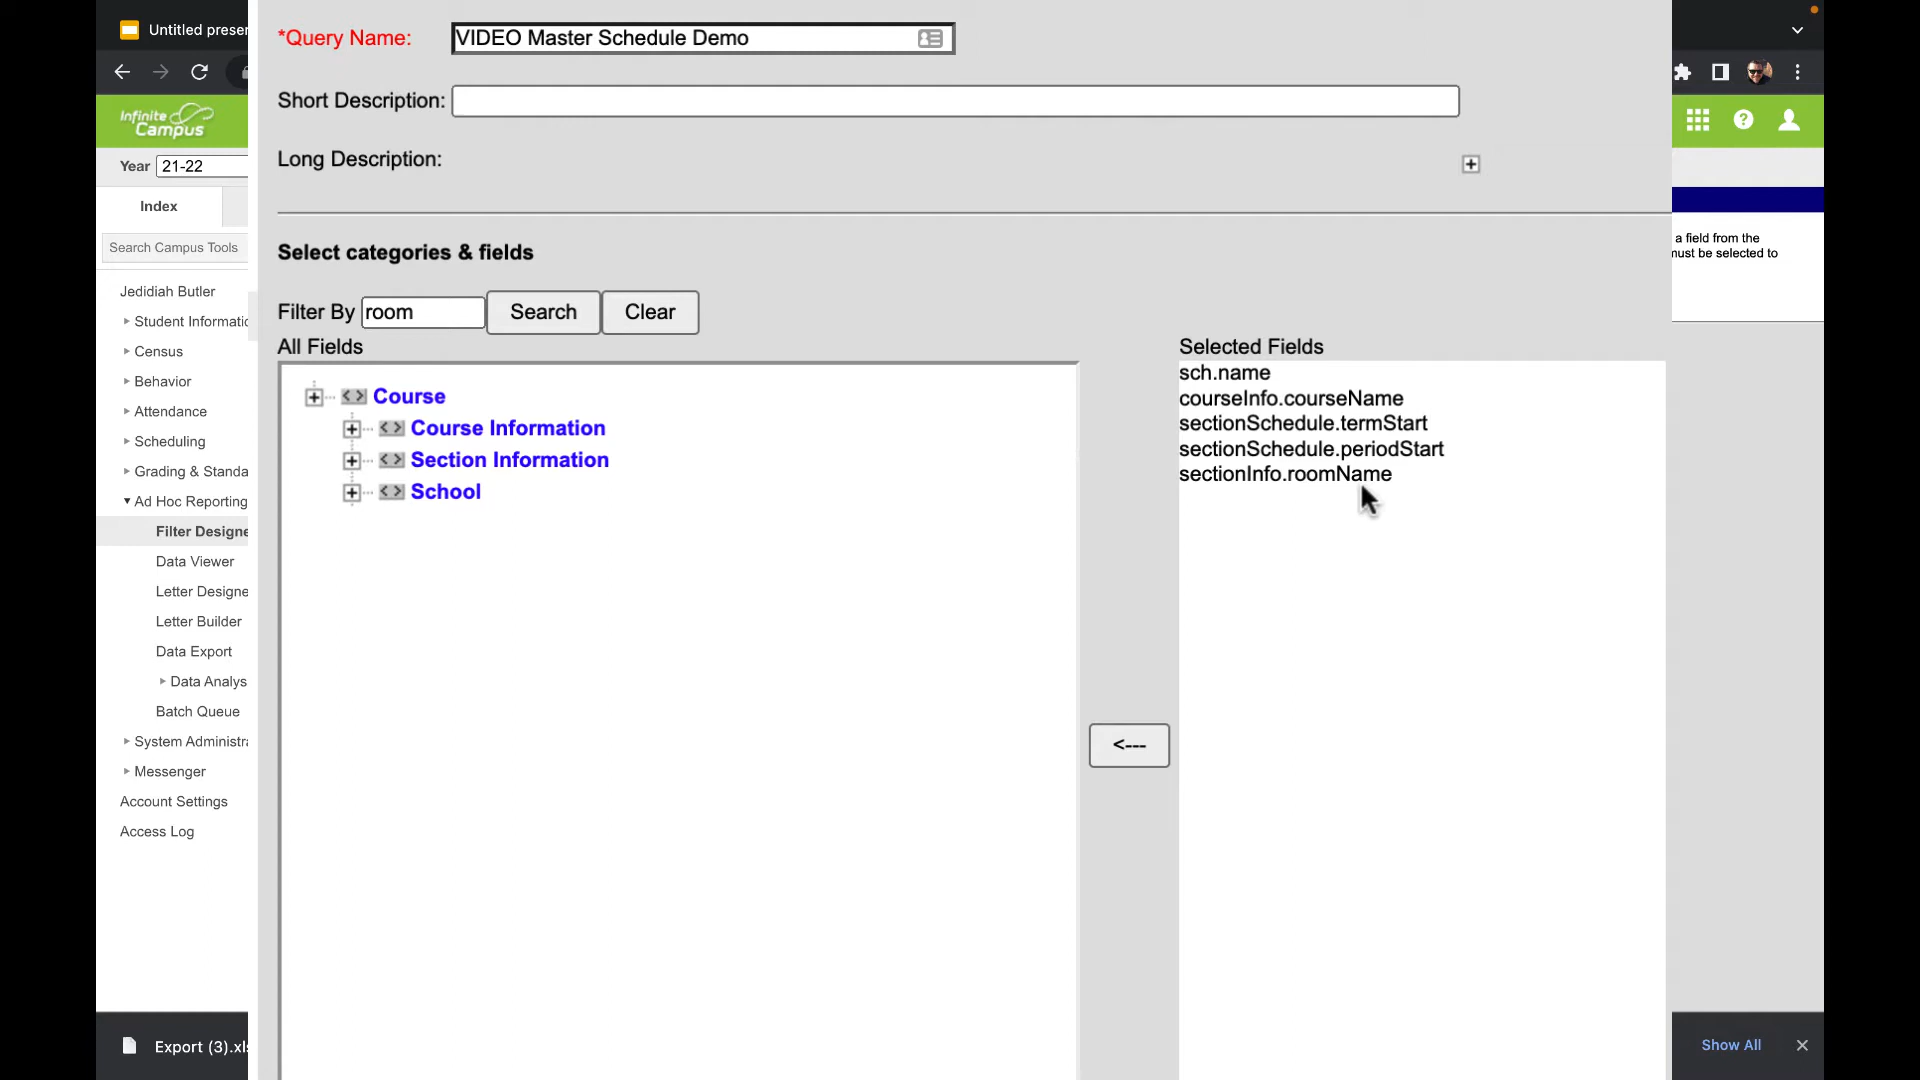 Untitled preser
*Query Name:
VIDEO Master Schedule Demo
Short Description:
Infinite
Campus
?
Long Description:
+
Year
21-22
Index
Search Campus Tools
a field from the
must be selected to
Select categories & fields
Jedidiah Butler
Student Informatic
Census
Behavior
Attendance
Scheduling
Grading & Standa
Ad Hoc Reporting
Filter Designe
Data Viewer
Letter Designe
Letter Builder
Data Export
Data Analys
Batch Queue
System Administra
Messenger
Account Settings
Access Log
Filter By
room
Search
Clear
All Fields
+ <> Course
+ <> Course Information
+ <> Section Information
+ <> School
<---
Selected Fields
sch.name
courseInfo.courseName
sectionSchedule.termStart
sectionSchedule.periodStart
sectionInfo.roomName
Export (3).xls
Show All